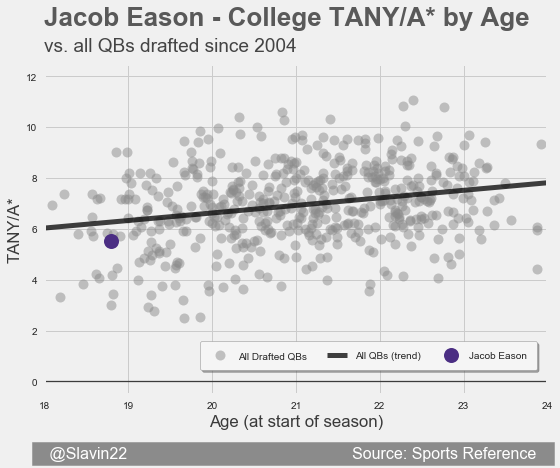 Jacob Eason - College TANY/A* by Age
vs. all QBs drafted since 2004
12
10
8
6
4
2
0
TANY/A*
18 19 20 21 22 23 24
Age (at start of season)
All Drafted QBs All QBs (trend) Jacob Eason
@Slavin22 Source: Sports Reference